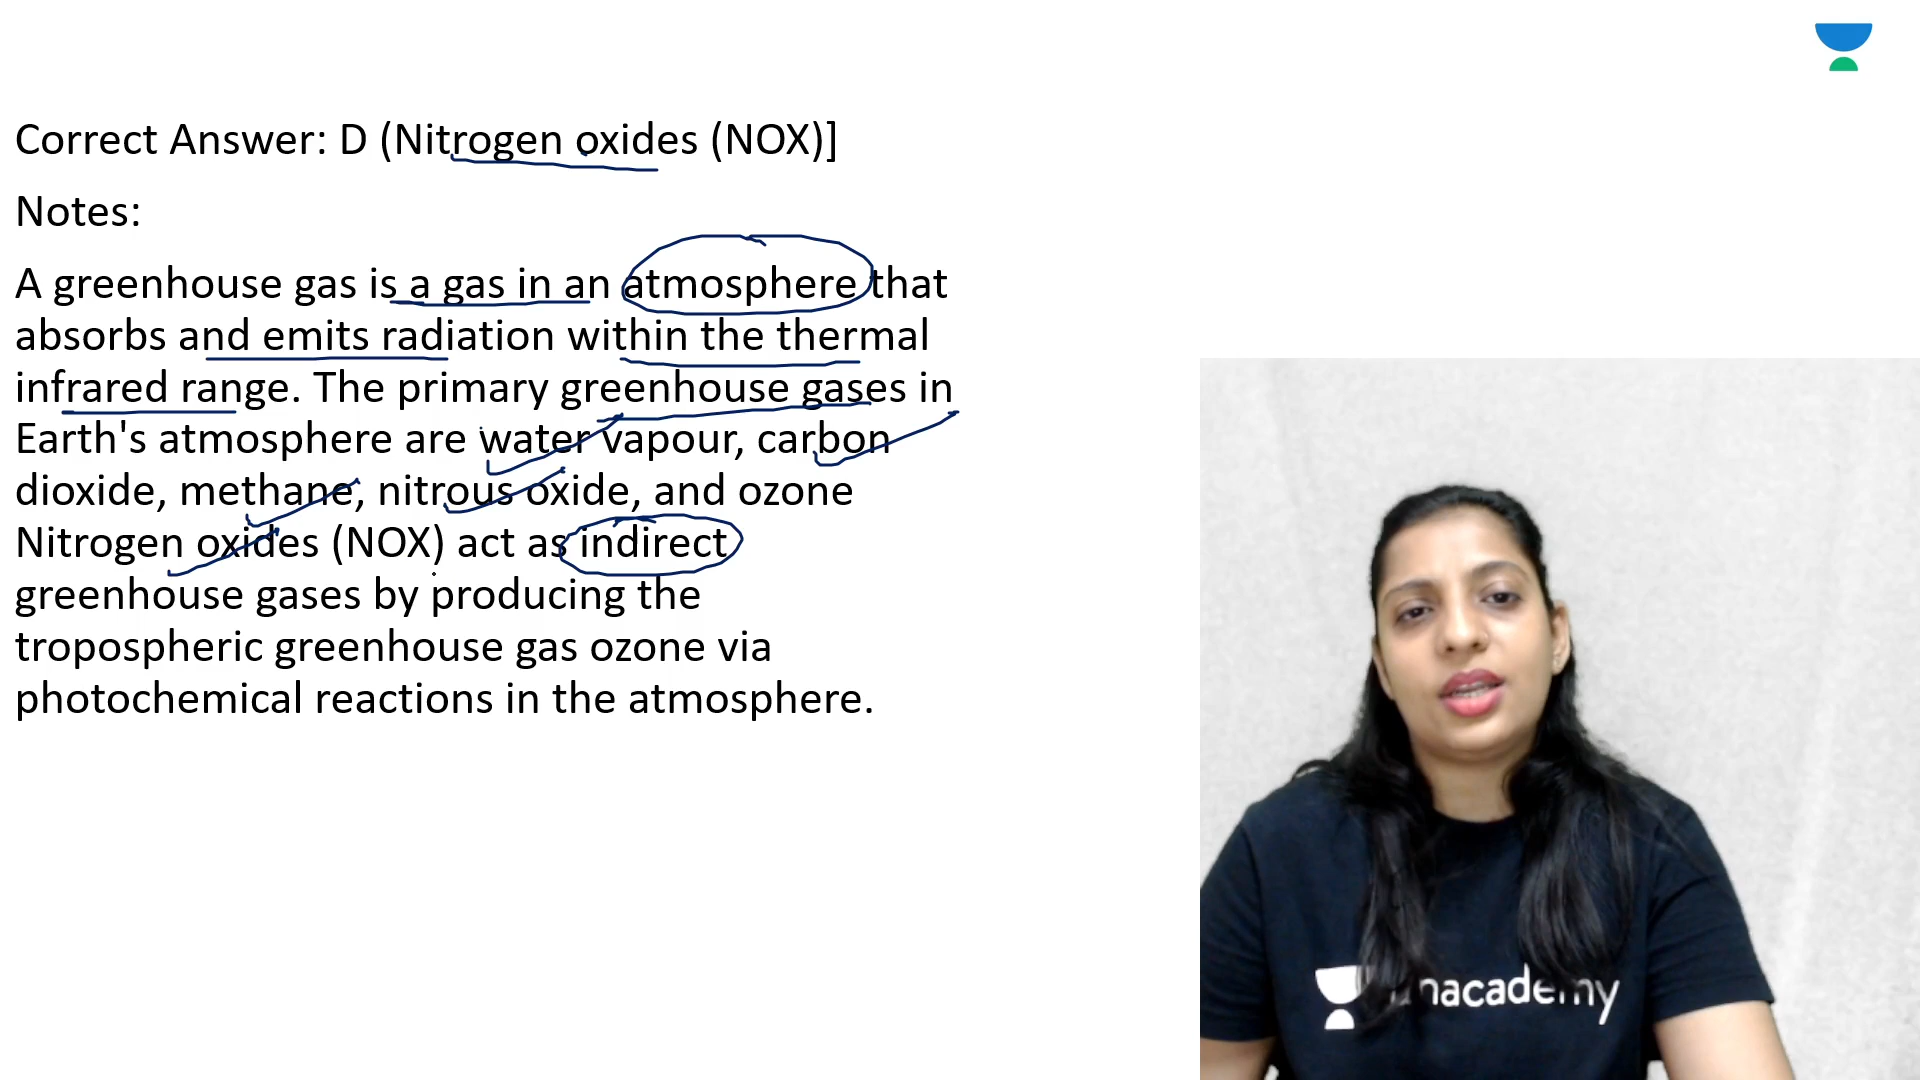 Correct Answer: D (Nitrogen oxides (NOX)]
Notes:
A greenhouse gas is a gas in an atmosphere that
absorbs and emits radiation within the thermal
infrared range. The primary greenhouse gases in
Earth's atmosphere are water vapour, carbon
dioxide, methane, nitrous oxide, and ozone
Nitrogen oxides (NOX) act as indirect
greenhouse gases by producing the
tropospheric greenhouse gas ozone via
photochemical reactions in the atmosphere.
unacademy